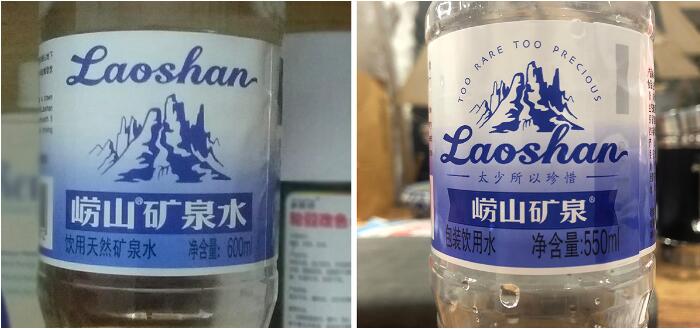 Laoshan
崂山®矿泉水
饮用天然矿泉水 净含量: 600ml
TOO RARE TOO PRECIOUS
Laoshan
太少所以珍惜
崂山矿泉®
包装饮用水 净含量:550ml